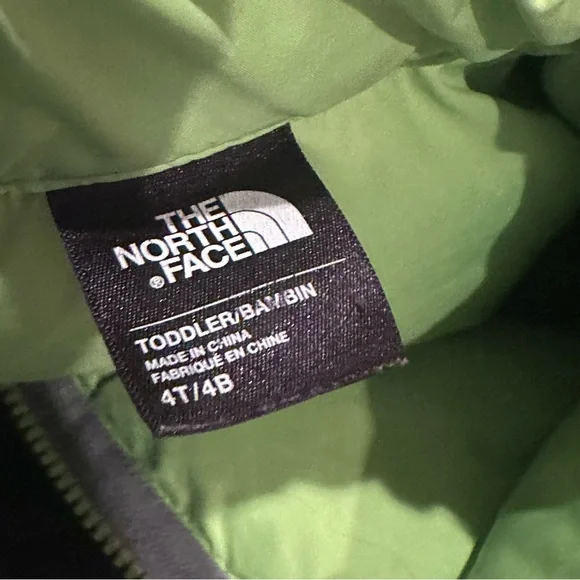 THE
NORTH
FACE®
TODDLER/BAMBIN
MADE IN CHINA
FABRIQUÉ EN CHINE
4T/4B